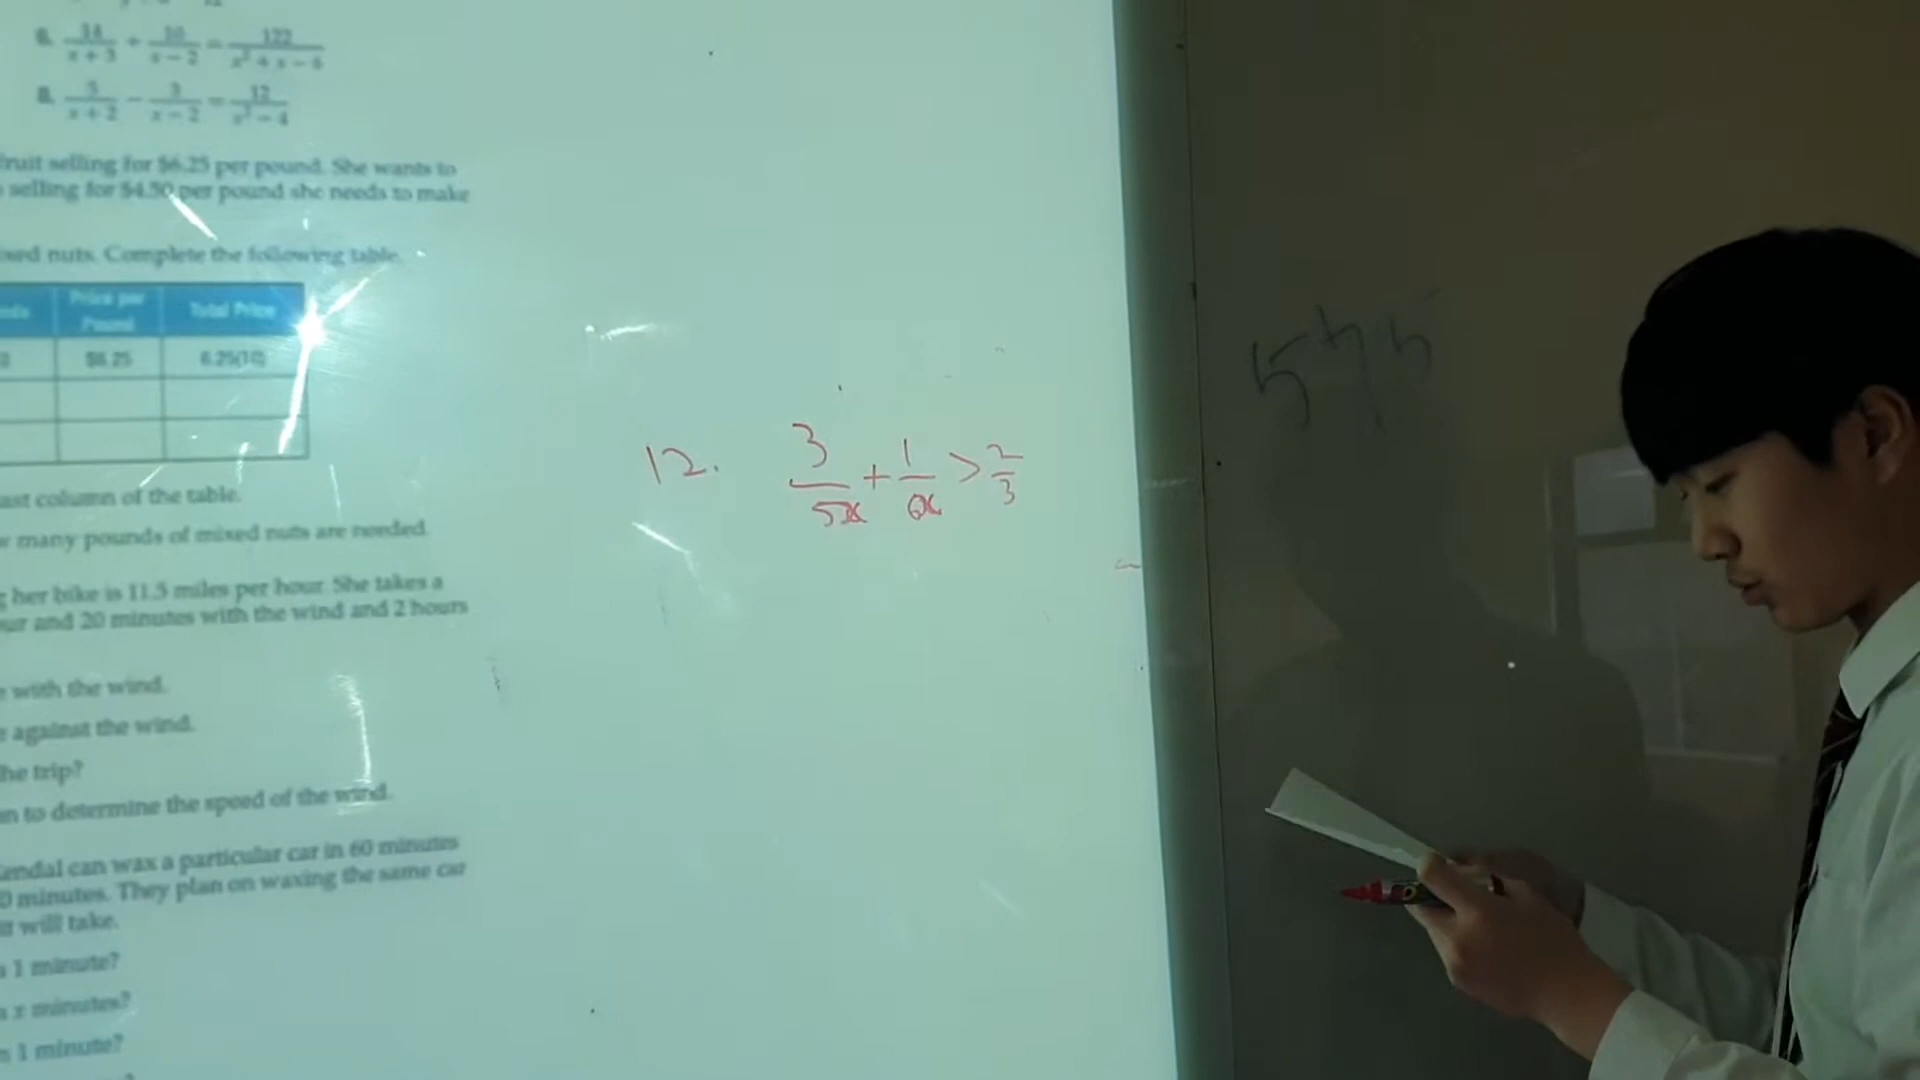 6. 14/(x + 3) + 10/(x − 2) = 122/(x² + x − 6)
8. 5/(x + 2) − 3/(x − 2) = 12/(x² − 4)
fruit selling for $6.25 per pound. She wants to
selling for $4.50 per pound she needs to make
nuts. Complete the following table.
Price per Pound Total Price
$6.25 6.25(10)
column of the table.
many pounds of mixed nuts are needed.
her bike is 11.5 miles per hour. She takes a
and 20 minutes with the wind and 2 hours
with the wind.
against the wind.
trip?
to determine the speed of the wind.
can wax a particular car in 60 minutes
minutes. They plan on waxing the same car
will take.
1 minute?
x minutes?
1 minute?
12. 3/5x + 1/6x > 2/3